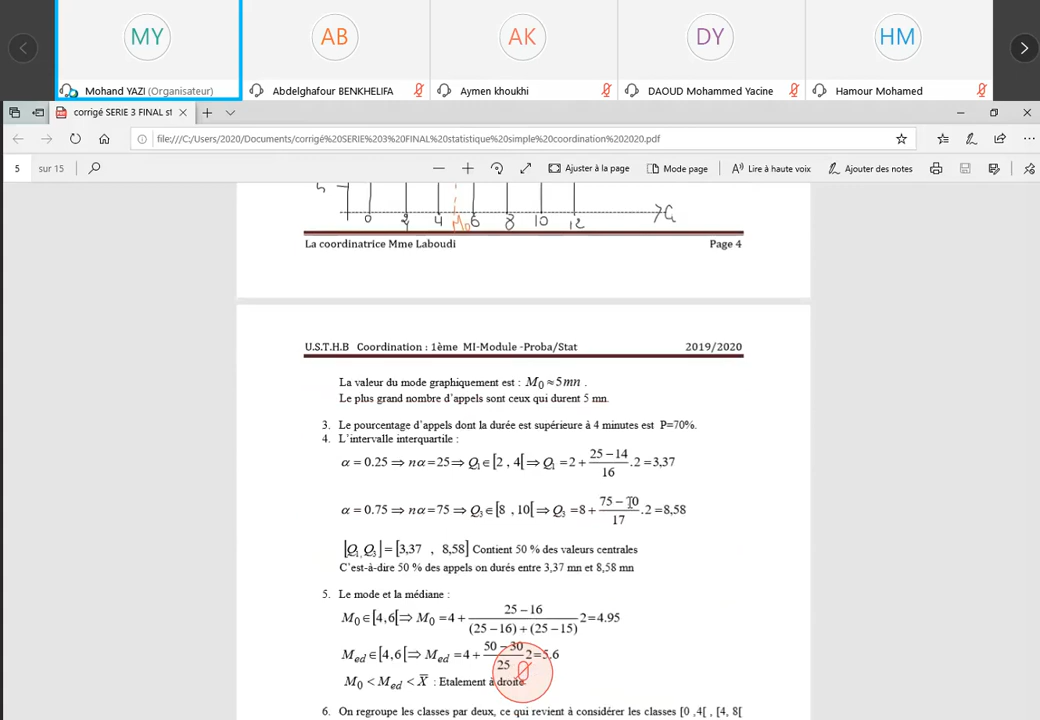 MY AB AK DY HM
Mohand YAZI (Organisateur) Abdelghafour BENKHELIFA Aymen khoukhi DAOUD Mohammed Yacine Hamour Mohamed
corrigé SERIE 3 FINAL st
file:///C:/Users/2020/Documents/corrigé%20SERIE%203%20FINAL%20statistique%20simple%20coordination%202020.pdf
5 sur 15 Ajuster à la page Mode page Lire à haute voix Ajouter des notes
0 2 4 M0 6 8 10 12
La coordinatrice Mme Laboudi Page 4
U.S.T.H.B Coordination : 1ème MI-Module -Proba/Stat 2019/2020
La valeur du mode graphiquement est : M0 ≈ 5 mn .
Le plus grand nombre d’appels sont ceux qui durent 5 mn.
3. Le pourcentage d’appels dont la durée est supérieure à 4 minutes est P=70%.
4. L’intervalle interquartile :
α = 0.25 ⇒ nα = 25 ⇒ Q1 ∈ [2 , 4[ ⇒ Q1 = 2 + (25 − 14)/16 .2 = 3,37
α = 0.75 ⇒ nα = 75 ⇒ Q3 ∈ [8 , 10[ ⇒ Q3 = 8 + (75 − 70)/17 .2 = 8,58
[Q1, Q3] = [3,37 , 8,58] Contient 50 % des valeurs centrales
C’est-à-dire 50 % des appels on durés entre 3,37 mn et 8,58 mn
5. Le mode et la médiane :
M0 ∈ [4,6[ ⇒ M0 = 4 + (25 − 16)/((25 − 16) + (25 − 15)) 2 = 4.95
Med ∈ [4,6[ ⇒ Med = 4 + (50 − 30)/25 2 = 5.6
M0 < Med < X̄ : Etalement à droite
6. On regroupe les classes par deux, ce qui revient à considérer les classes [0 ,4[ , [4, 8[